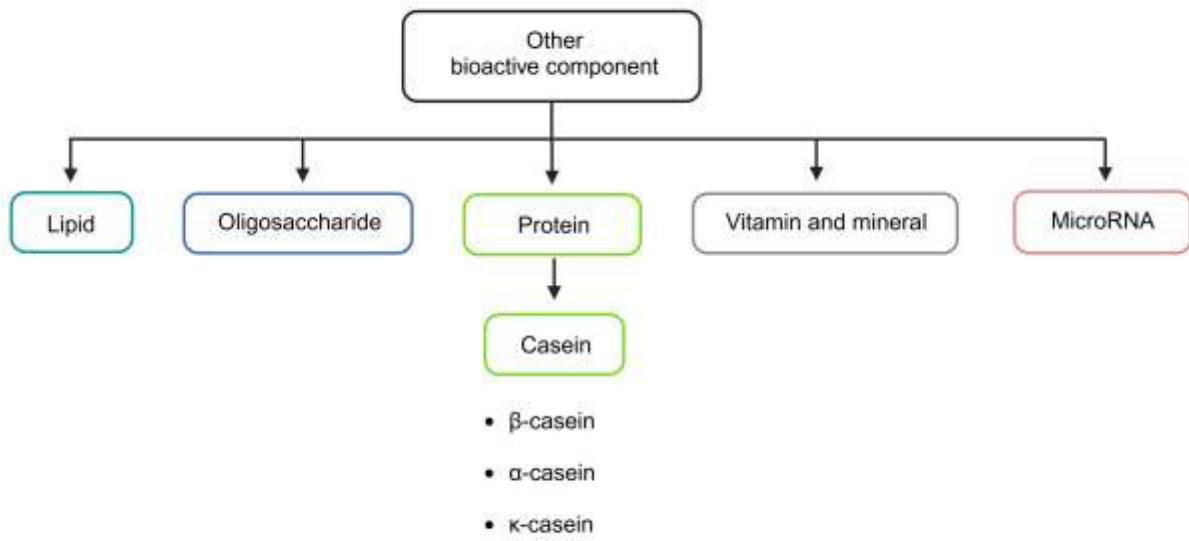 Other
bioactive component
Lipid
Oligosaccharide
Protein
Vitamin and mineral
MicroRNA
Casein
• β-casein
• α-casein
• κ-casein